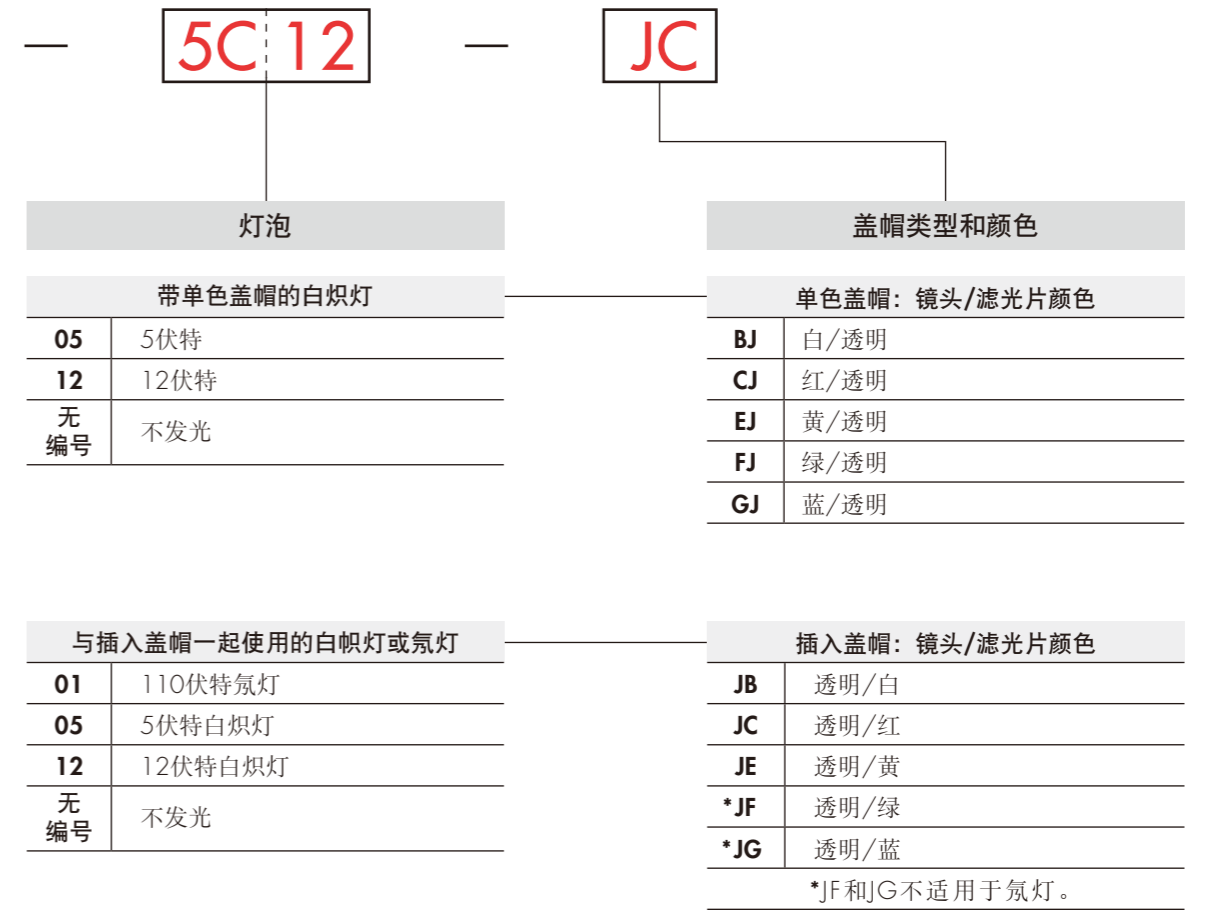 — 5C 12 — JC
灯泡
盖帽类型和颜色
带单色盖帽的白炽灯
05 5伏特
12 12伏特
无
编号 不发光
单色盖帽：镜头/滤光片颜色
BJ 白/透明
CJ 红/透明
EJ 黄/透明
FJ 绿/透明
GJ 蓝/透明
与插入盖帽一起使用的白帜灯或氖灯
01 110伏特氖灯
05 5伏特白炽灯
12 12伏特白炽灯
无
编号 不发光
插入盖帽：镜头/滤光片颜色
JB 透明/白
JC 透明/红
JE 透明/黄
*JF 透明/绿
*JG 透明/蓝
*JF和JG不适用于氖灯。